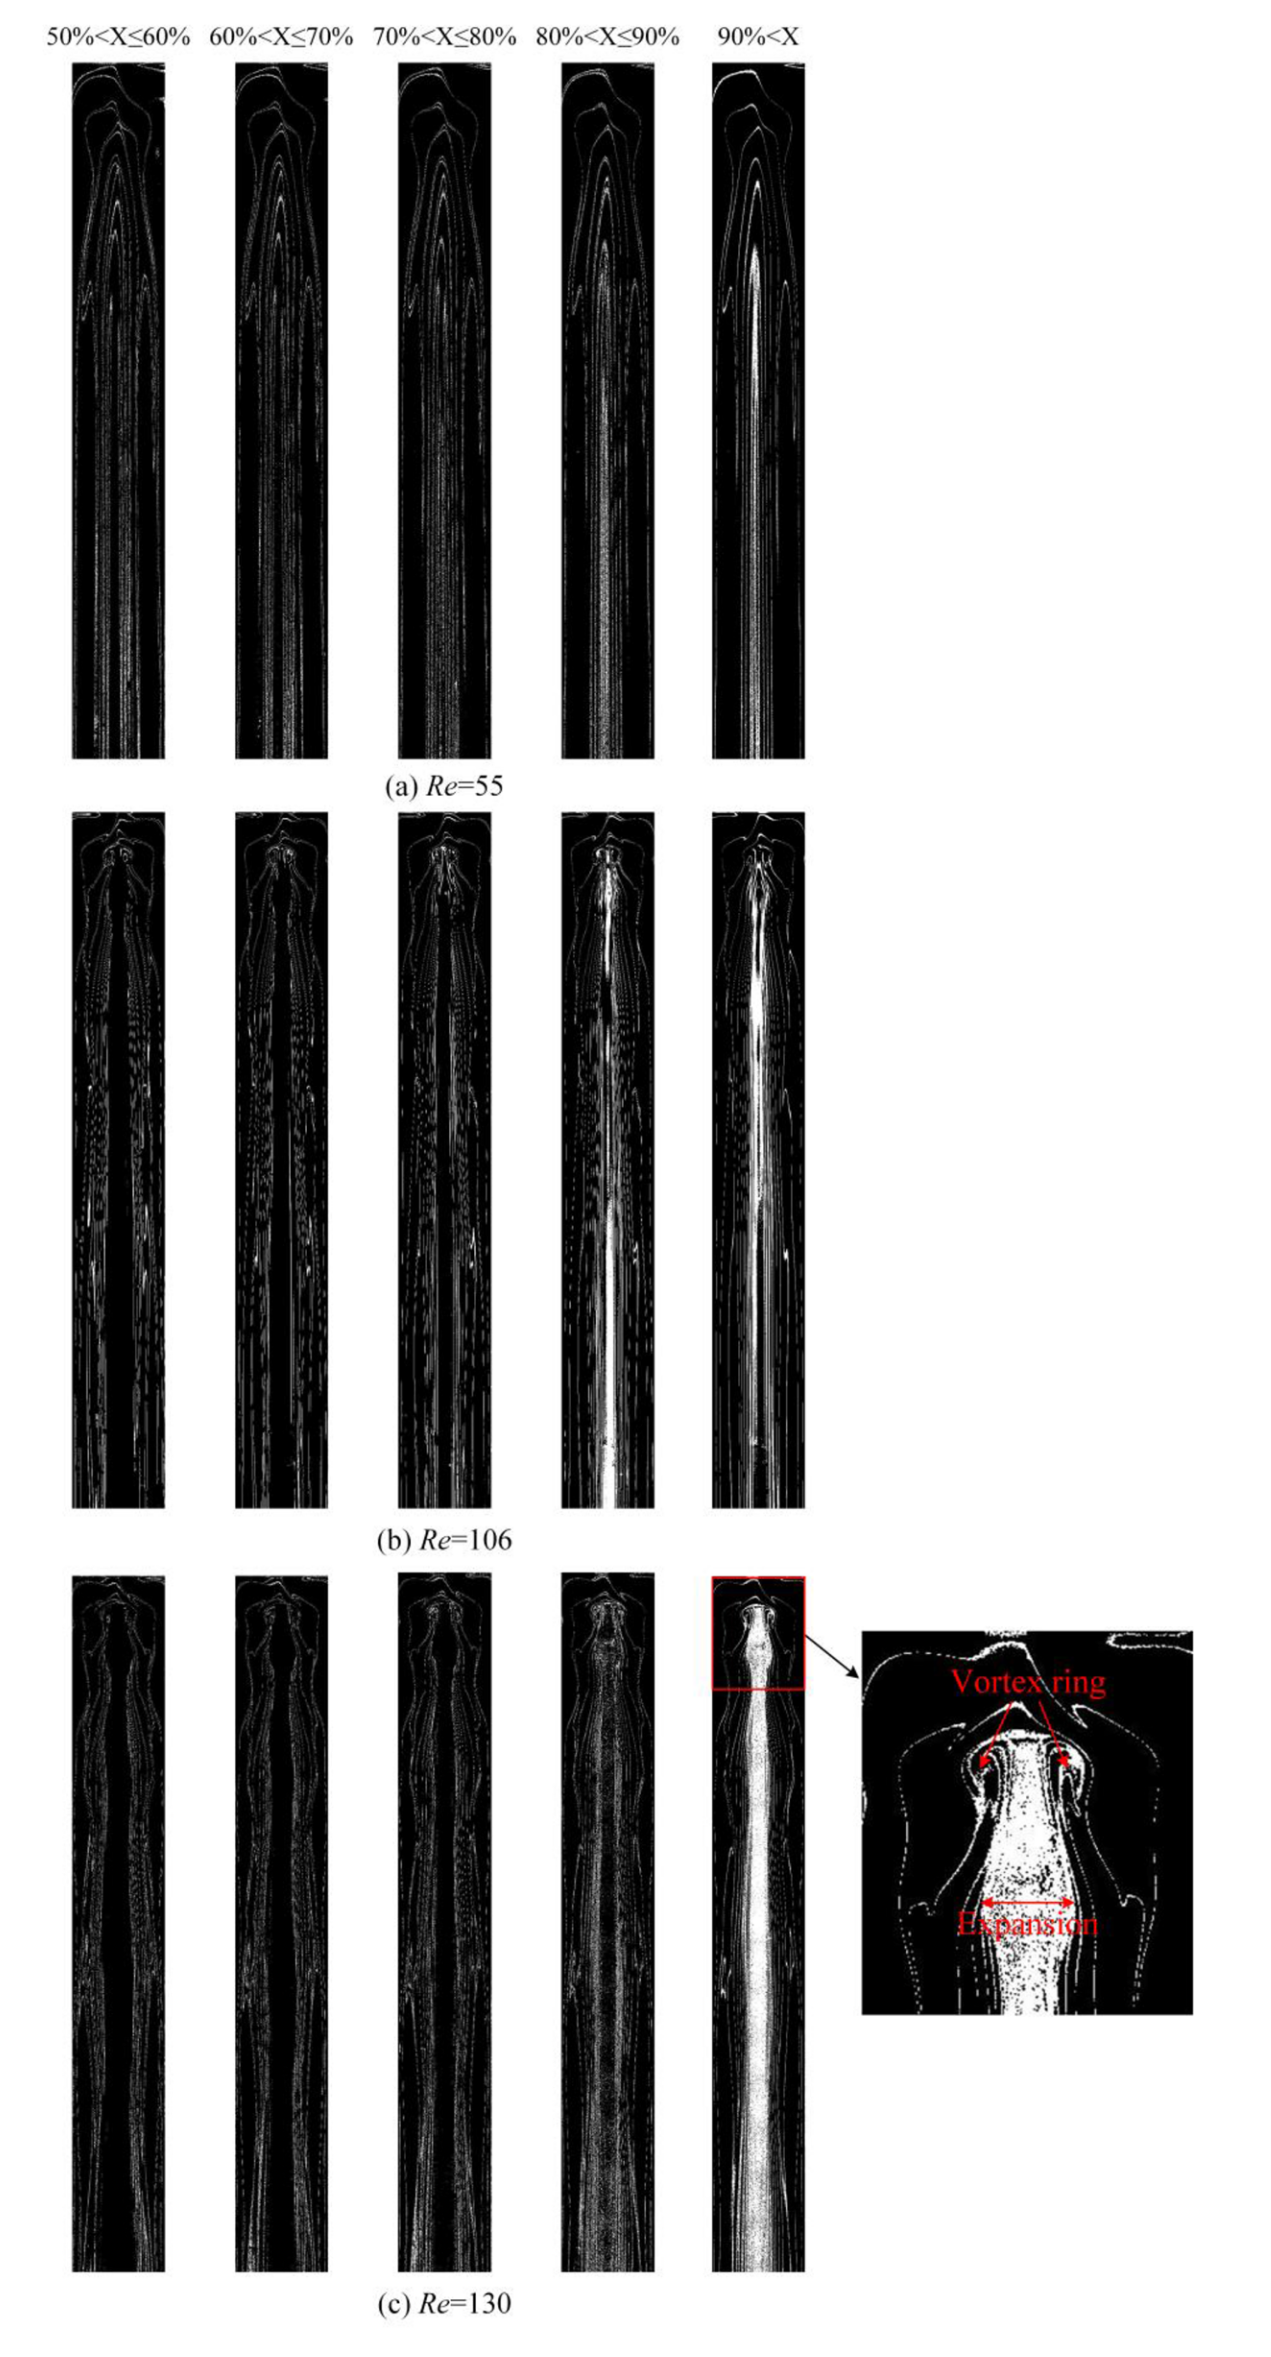 50%<X≤60% 60%<X≤70% 70%<X≤80% 80%<X≤90% 90%<X
(a) Re=55
(b) Re=106
Vortex ring
Expansion
(c) Re=130